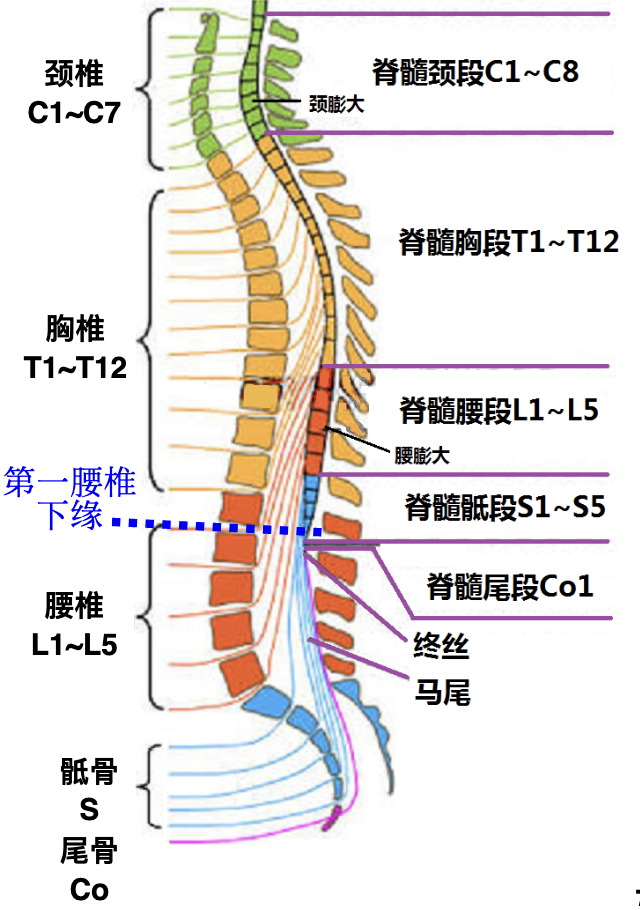 颈椎
C1~C7
脊髓颈段C1~C8
颈膨大
脊髓胸段T1~T12
胸椎
T1~T12
脊髓腰段L1~L5
腰膨大
第一腰椎
下缘
脊髓骶段S1~S5
脊髓尾段Co1
腰椎
L1~L5
终丝
马尾
骶骨
S
尾骨
Co